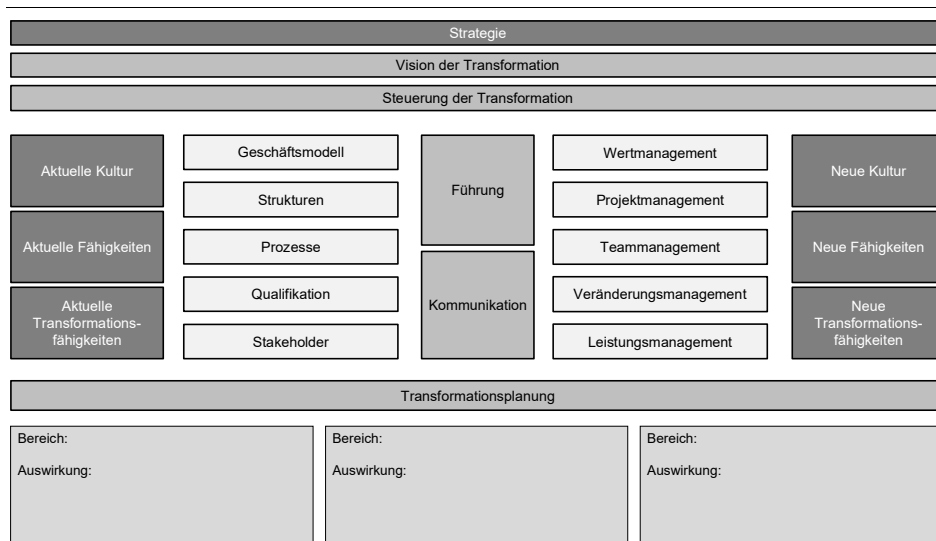 Strategie
Vision der Transformation
Steuerung der Transformation
Aktuelle Kultur
Aktuelle Fähigkeiten
Aktuelle
Transformations-
fähigkeiten
Geschäftsmodell
Strukturen
Prozesse
Qualifikation
Stakeholder
Führung
Kommunikation
Wertmanagement
Projektmanagement
Teammanagement
Veränderungsmanagement
Leistungsmanagement
Neue Kultur
Neue Fähigkeiten
Neue
Transformations-
fähigkeiten
Transformationsplanung
Bereich:
Auswirkung:
Bereich:
Auswirkung:
Bereich:
Auswirkung: